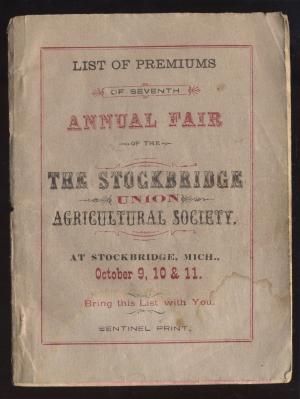 LIST OF PREMIUMS
OF SEVENTH
ANNUAL FAIR
OF THE
THE STOCKBRIDGE
UNION
AGRICULTURAL SOCIETY.
AT STOCKBRIDGE, MICH.,
October 9, 10 & 11.
Bring this List with You.
SENTINEL PRINT.